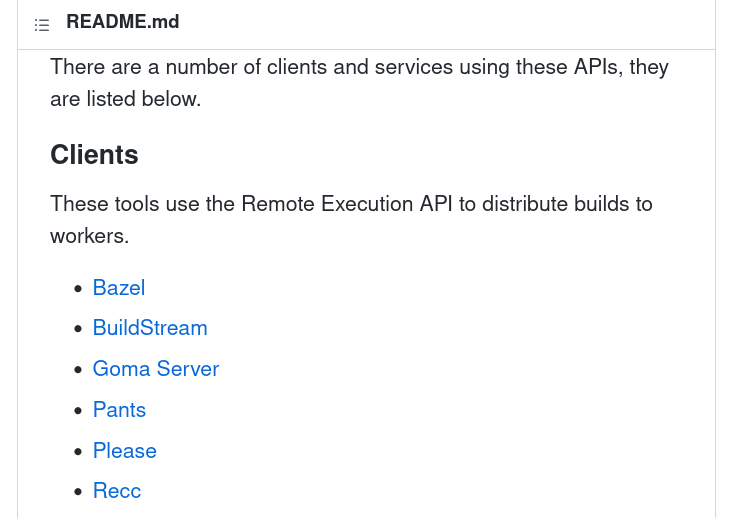 README.md
There are a number of clients and services using these APIs, they
are listed below.
Clients
These tools use the Remote Execution API to distribute builds to
workers.
• Bazel
• BuildStream
• Goma Server
• Pants
• Please
• Recc